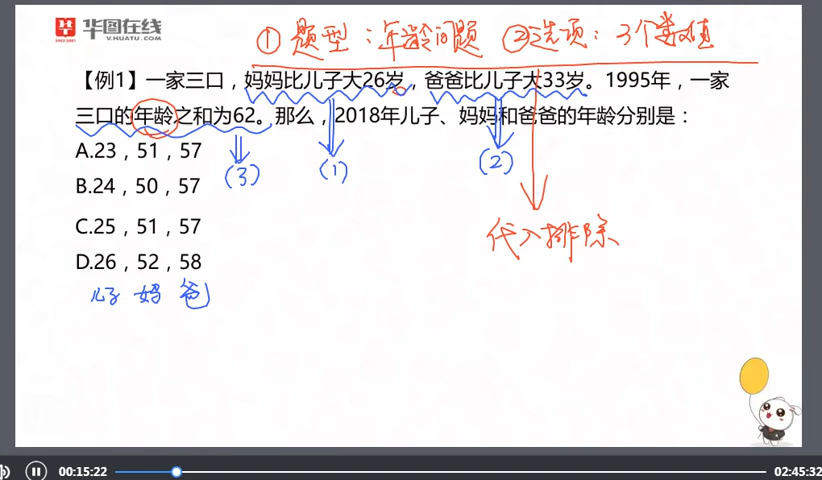 华图在线
V.HUATU.COM
①题型：年龄问题 ②选项：3个数值
【例1】一家三口，妈妈比儿子大26岁，爸爸比儿子大33岁。1995年，一家
三口的年龄之和为62。那么，2018年儿子、妈妈和爸爸的年龄分别是：
A.23，51，57
(3) (1) (2)
B.24，50，57
C.25，51，57
代入排除
D.26，52，58
儿子 妈 爸
00:15:22
02:45:32